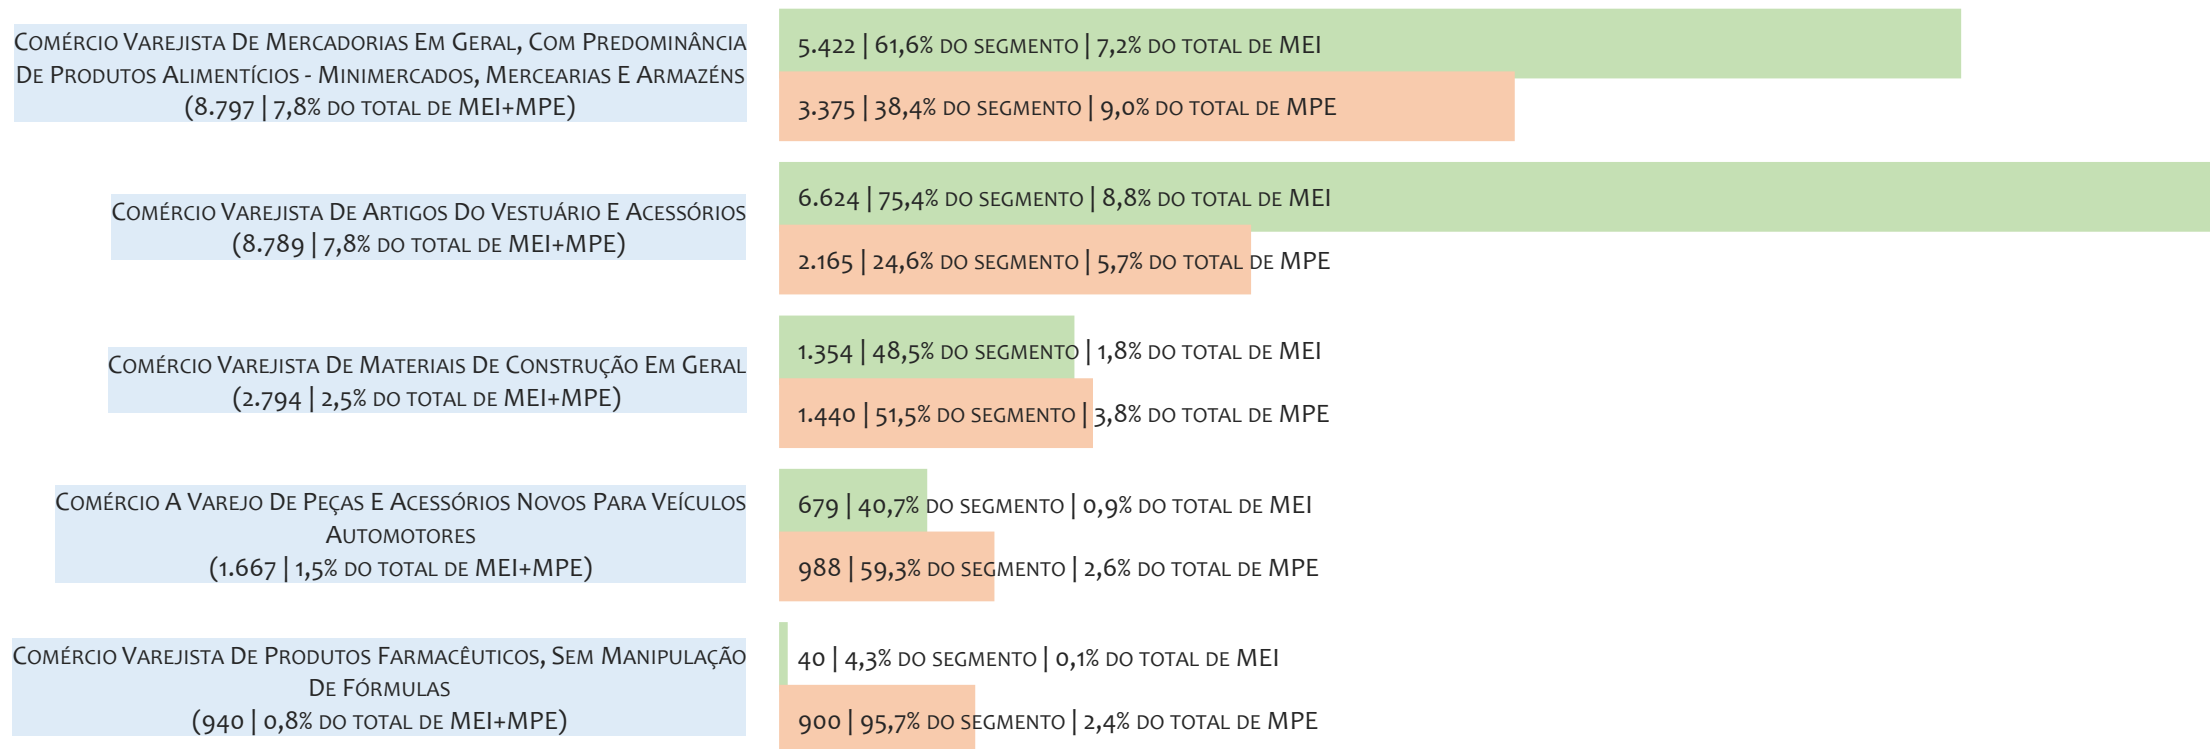 Comércio Varejista De Mercadorias Em Geral, Com Predominância
De Produtos Alimentícios - Minimercados, Mercearias E Armazéns
(8.797 | 7,8% do total de MEI+MPE)
5.422 | 61,6% do segmento | 7,2% do total de MEI
3.375 | 38,4% do segmento | 9,0% do total de MPE
Comércio Varejista De Artigos Do Vestuário E Acessórios
(8.789 | 7,8% do total de MEI+MPE)
6.624 | 75,4% do segmento | 8,8% do total de MEI
2.165 | 24,6% do segmento | 5,7% do total de MPE
Comércio Varejista De Materiais De Construção Em Geral
(2.794 | 2,5% do total de MEI+MPE)
1.354 | 48,5% do segmento | 1,8% do total de MEI
1.440 | 51,5% do segmento | 3,8% do total de MPE
Comércio A Varejo De Peças E Acessórios Novos Para Veículos
Automotores
(1.667 | 1,5% do total de MEI+MPE)
679 | 40,7% do segmento | 0,9% do total de MEI
988 | 59,3% do segmento | 2,6% do total de MPE
Comércio Varejista De Produtos Farmacêuticos, Sem Manipulação
De Fórmulas
(940 | 0,8% do total de MEI+MPE)
40 | 4,3% do segmento | 0,1% do total de MEI
900 | 95,7% do segmento | 2,4% do total de MPE